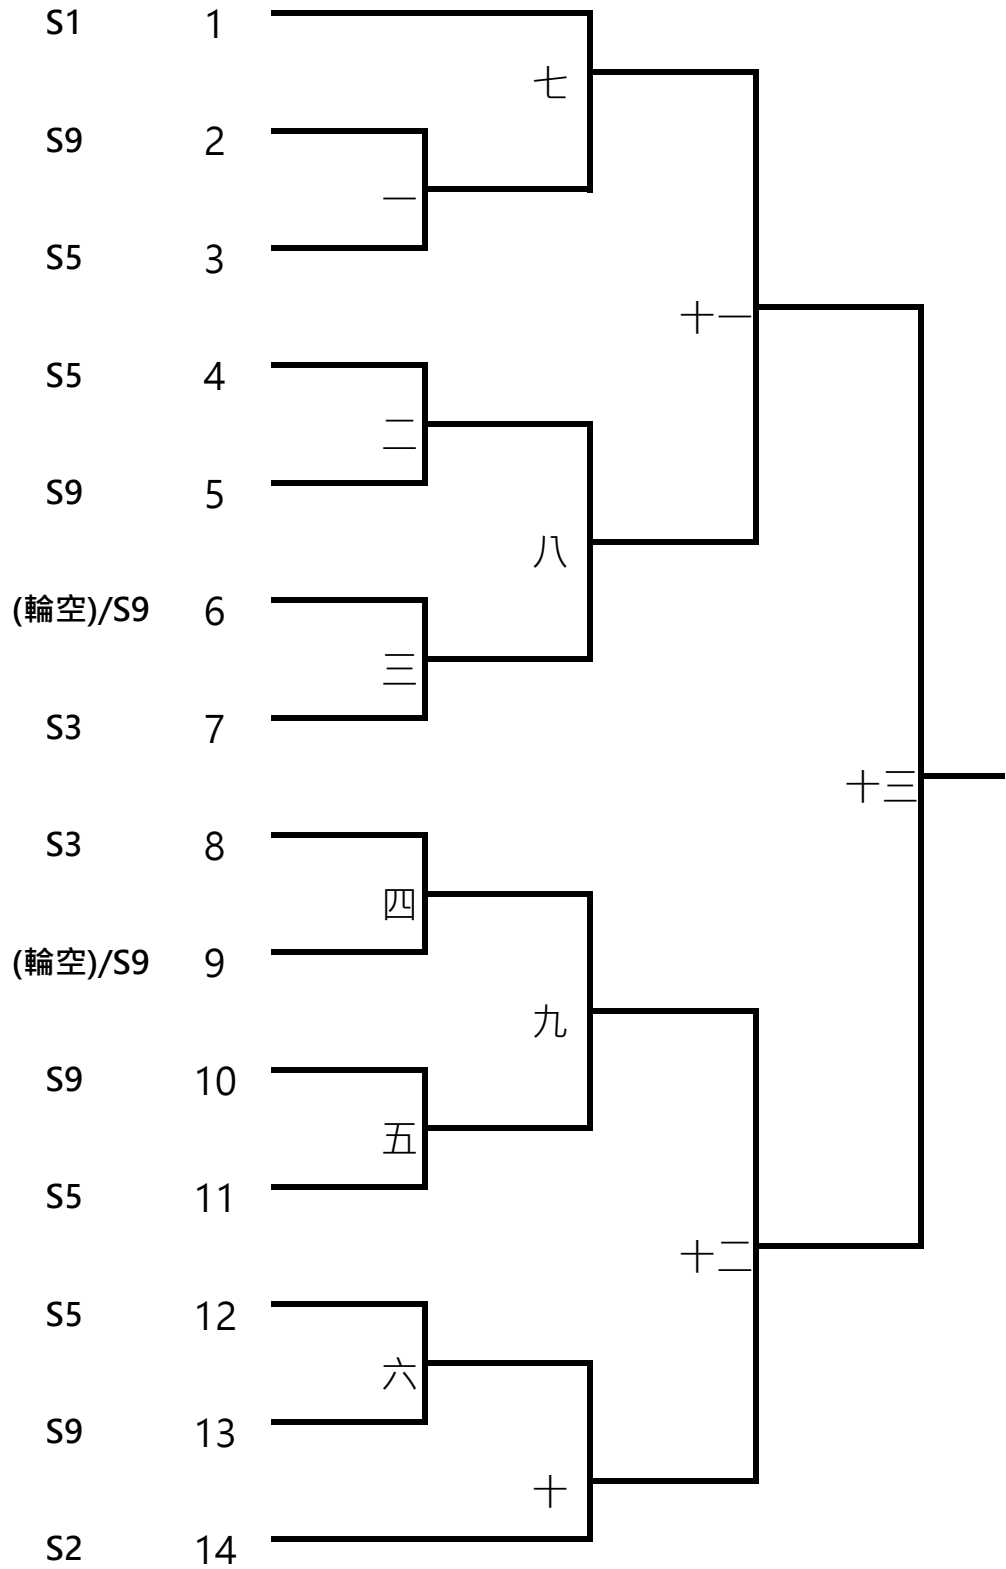 S1 1
七
S9 2
一
S5 3
十一
S5 4
二
S9 5
八
(輪空)/S9 6
三
S3 7
十三
S3 8
四
(輪空)/S9 9
九
S9 10
五
S5 11
十二
S5 12
六
S9 13
十
S2 14